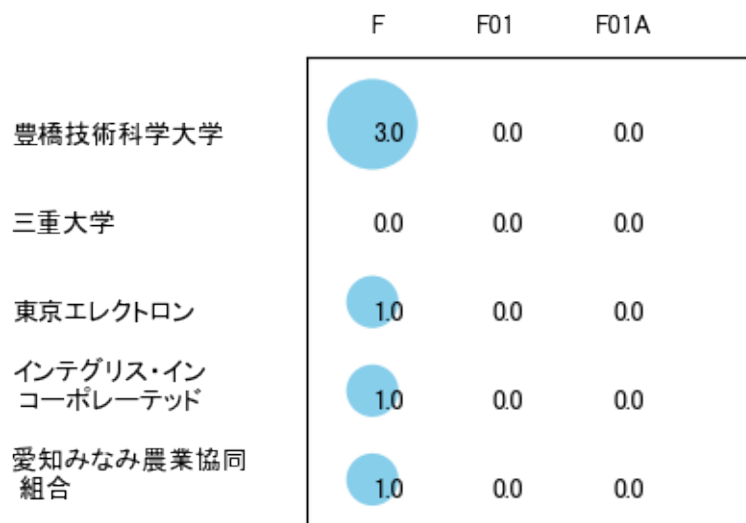 F F01 F01A
豊橋技術科学大学 3.0 0.0 0.0
三重大学 0.0 0.0 0.0
東京エレクトロン 1.0 0.0 0.0
インテグリス・イン
コーポレーテッド 1.0 0.0 0.0
愛知みなみ農業協同
組合 1.0 0.0 0.0